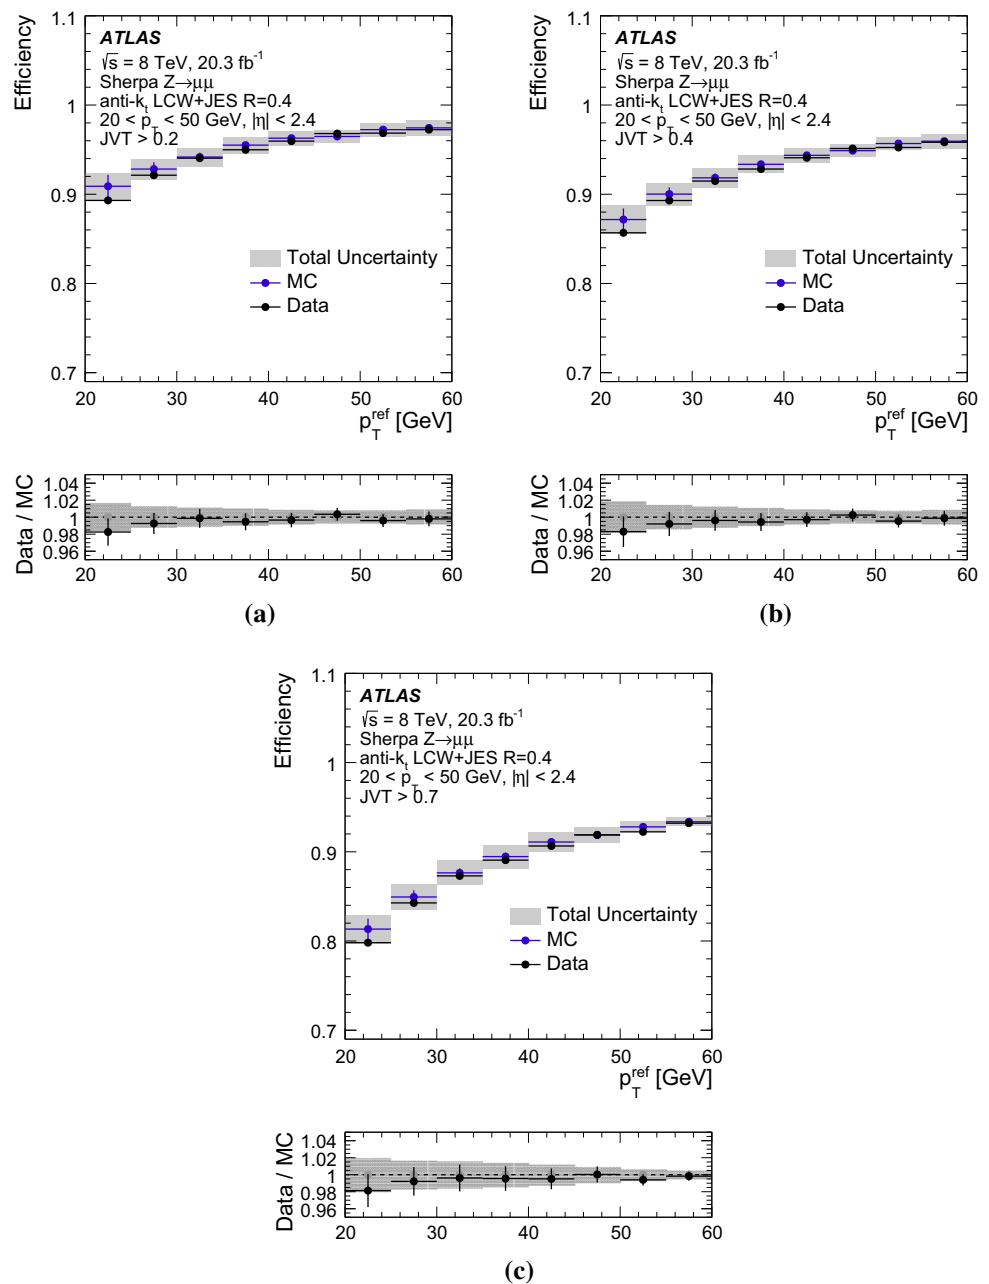 Efficiency
1.1
1
0.9
0.8
0.7
ATLAS
√s = 8 TeV, 20.3 fb⁻¹
Sherpa Z→μμ
anti-kₜ LCW+JES R=0.4
20 < p_T < 50 GeV, |η| < 2.4
JVT > 0.2
Total Uncertainty
MC
Data
20 30 40 50 60
p_T^ref [GeV]
Data / MC
1.04
1.02
1
0.98
0.96
20 30 40 50 60
(a)
Efficiency
1.1
1
0.9
0.8
0.7
ATLAS
√s = 8 TeV, 20.3 fb⁻¹
Sherpa Z→μμ
anti-kₜ LCW+JES R=0.4
20 < p_T < 50 GeV, |η| < 2.4
JVT > 0.4
Total Uncertainty
MC
Data
20 30 40 50 60
p_T^ref [GeV]
Data / MC
1.04
1.02
1
0.98
0.96
20 30 40 50 60
(b)
Efficiency
1.1
1
0.9
0.8
0.7
ATLAS
√s = 8 TeV, 20.3 fb⁻¹
Sherpa Z→μμ
anti-kₜ LCW+JES R=0.4
20 < p_T < 50 GeV, |η| < 2.4
JVT > 0.7
Total Uncertainty
MC
Data
20 30 40 50 60
p_T^ref [GeV]
Data / MC
1.04
1.02
1
0.98
0.96
20 30 40 50 60
(c)